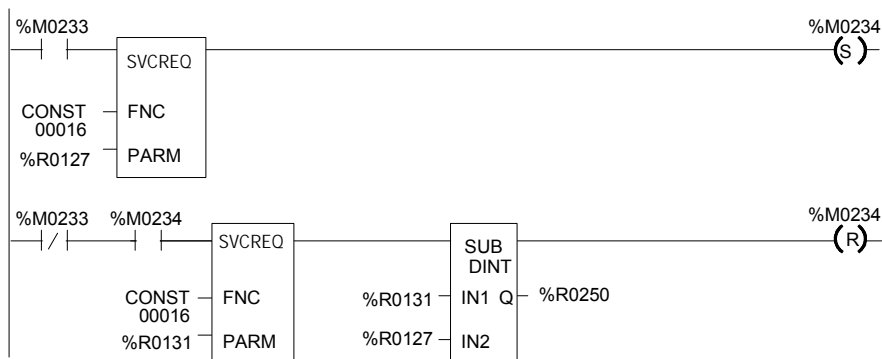 %M0233 %M0234
SVCREQ (S)
CONST FNC
00016
%R0127 PARM
%M0233 %M0234 %M0234
/ SVCREQ SUB (R)
DINT
CONST FNC %R0131 IN1 Q %R0250
00016
%R0131 PARM %R0127 IN2